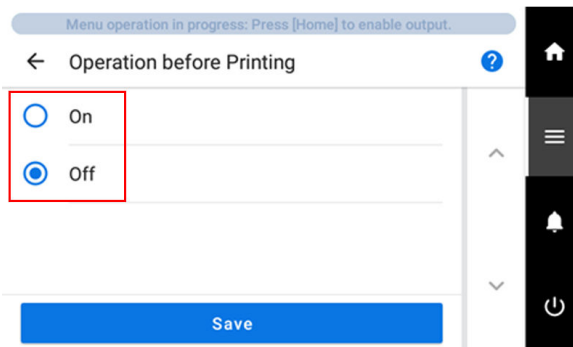 Menu operation in progress: Press [Home] to enable output.
Operation before Printing
?
On
Off
Save